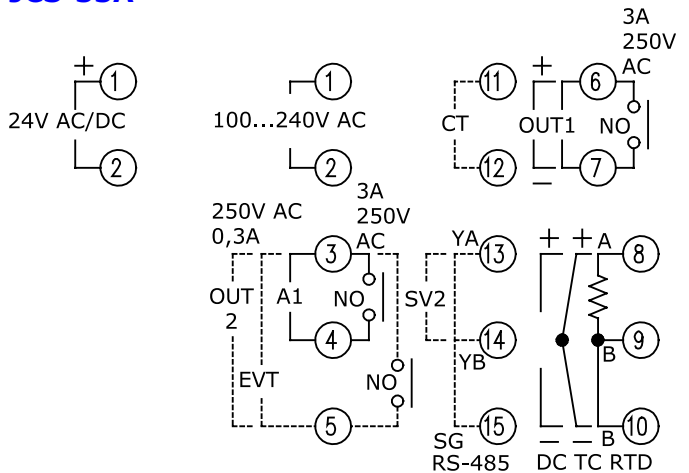 JCS-33A
3A
250V
AC
+ 1
24V AC/DC
2
1
100...240V AC
2
11
CT
12
+
OUT1
−
6
NO
7
250V AC
0,3A
3A
250V
AC
OUT
2
A1
3
NO
4
EVT
NO
5
SV2
YA 13
14
YB
15
SG
RS-485
+ + A 8
9
B
− − B 10
DC TC RTD